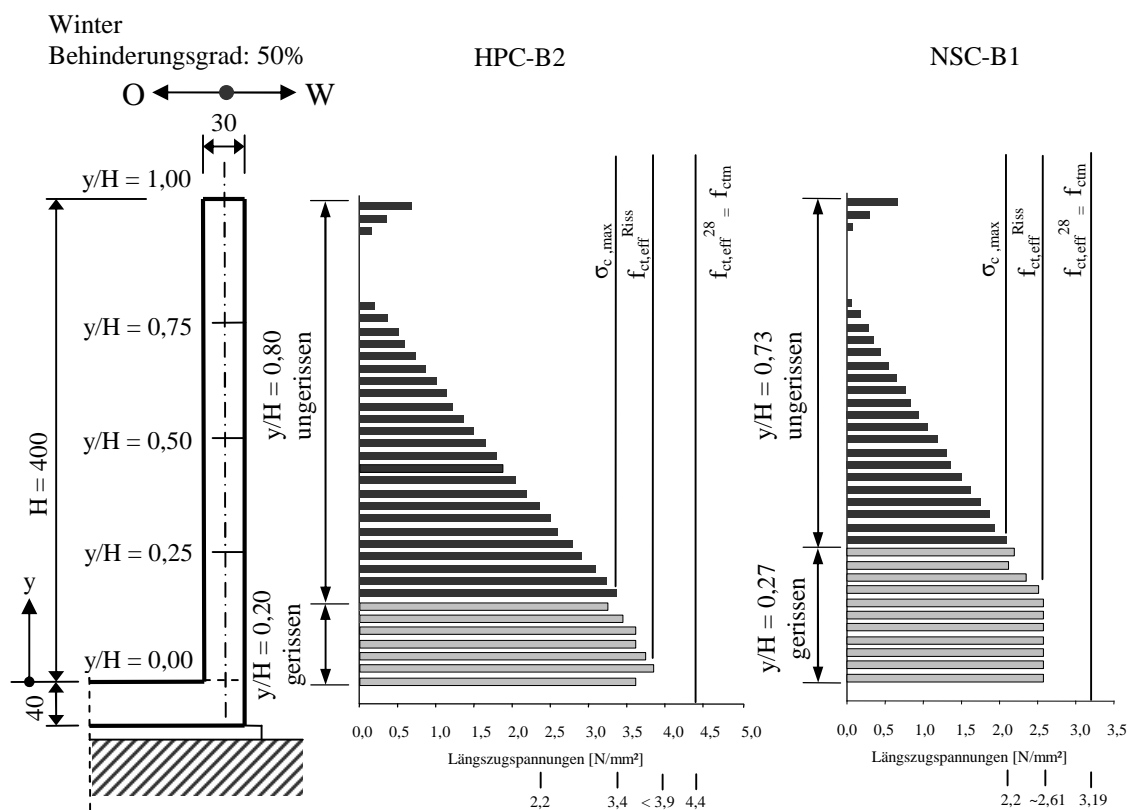 Winter
Behinderungsgrad: 50%
HPC-B2
NSC-B1
O W
30
y/H = 1,00
y/H = 0,75
y/H = 0,50
y/H = 0,25
y/H = 0,00
H = 400
y
40
y/H = 0,80
ungerissen
y/H = 0,20
gerissen
σc ,max
fct,eff Riss
fct,eff 28 = fctm
0,0 0,5 1,0 1,5 2,0 2,5 3,0 3,5 4,0 4,5 5,0
Längszugspannungen [N/mm²]
2,2 3,4 < 3,9 4,4
y/H = 0,73
ungerissen
y/H = 0,27
gerissen
σc ,max
fct,eff Riss
fct,eff 28 = fctm
0,0 0,5 1,0 1,5 2,0 2,5 3,0 3,5
Längszugspannungen [N/mm²]
2,2 ~2,61 3,19